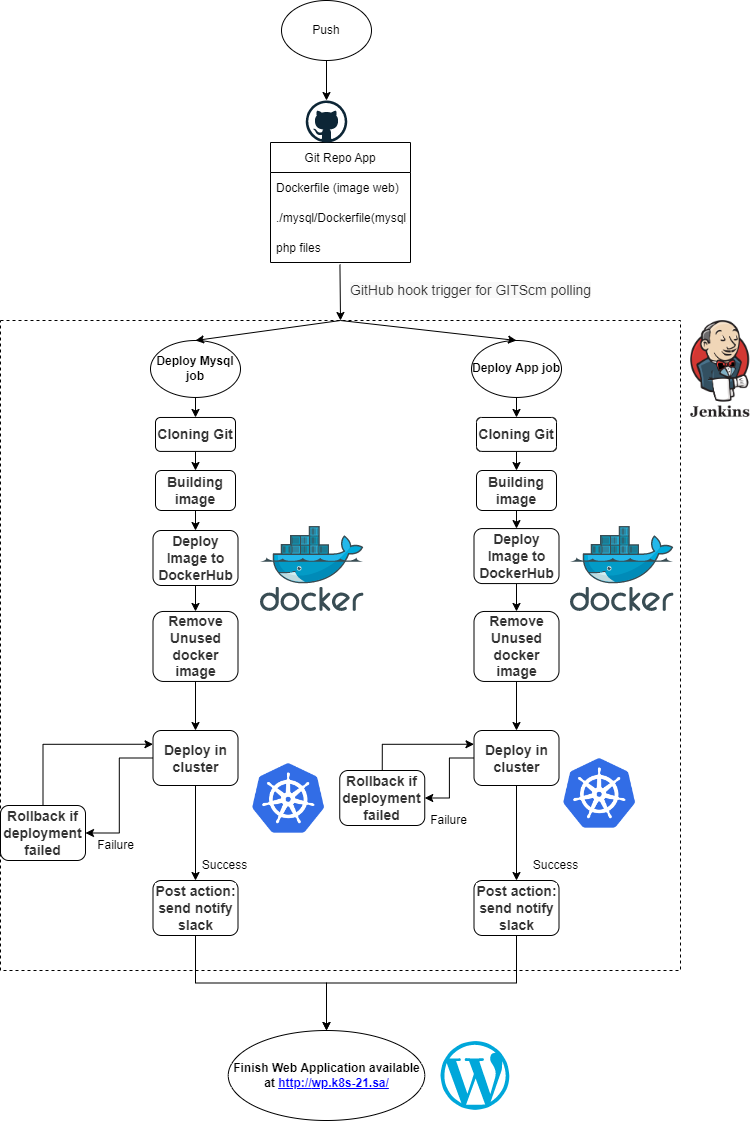 Push
Git Repo App
Dockerfile (image web)
./mysql/Dockerfile(mysql
php files
GitHub hook trigger for GITScm polling
Jenkins
Deploy Mysql
job
Cloning Git
Building
image
Deploy
Image to
DockerHub
docker
Remove
Unused
docker
image
Deploy in
cluster
Rollback if
deployment
failed
Failure
Success
Post action:
send notify
slack
Deploy App job
Cloning Git
Building
image
Deploy
Image to
DockerHub
docker
Remove
Unused
docker
image
Deploy in
cluster
Rollback if
deployment
failed
Failure
Success
Post action:
send notify
slack
Finish Web Application available
at http://wp.k8s-21.sa/